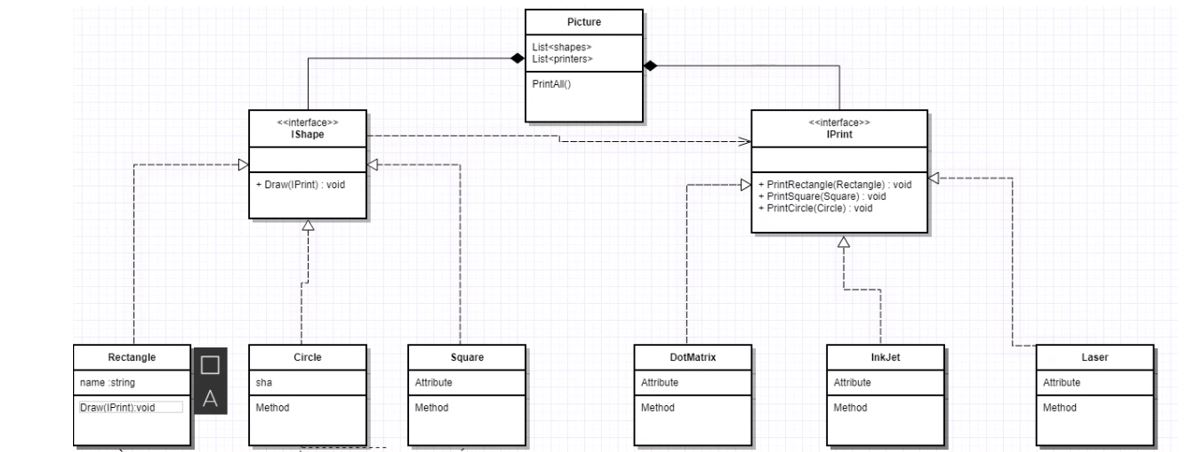 Picture
List<shapes>
List<printers>
PrintAll()
<<interface>>
IShape
+ Draw(IPrint) : void
<<interface>>
IPrint
+ PrintRectangle(Rectangle) : void
+ PrintSquare(Square) : void
+ PrintCircle(Circle) : void
Rectangle
name :string
Draw(IPrint):void
A
Circle
sha
Method
Square
Attribute
Method
DotMatrix
Attribute
Method
InkJet
Attribute
Method
Laser
Attribute
Method